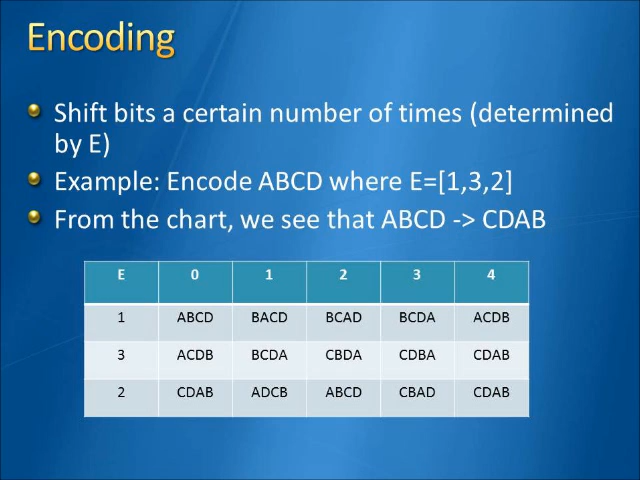 Encoding
Shift bits a certain number of times (determined
by E)
Example: Encode ABCD where E=[1,3,2]
From the chart, we see that ABCD -> CDAB
E 0 1 2 3 4
1 ABCD BACD BCAD BCDA ACDB
3 ACDB BCDA CBDA CDBA CDAB
2 CDAB ADCB ABCD CBAD CDAB